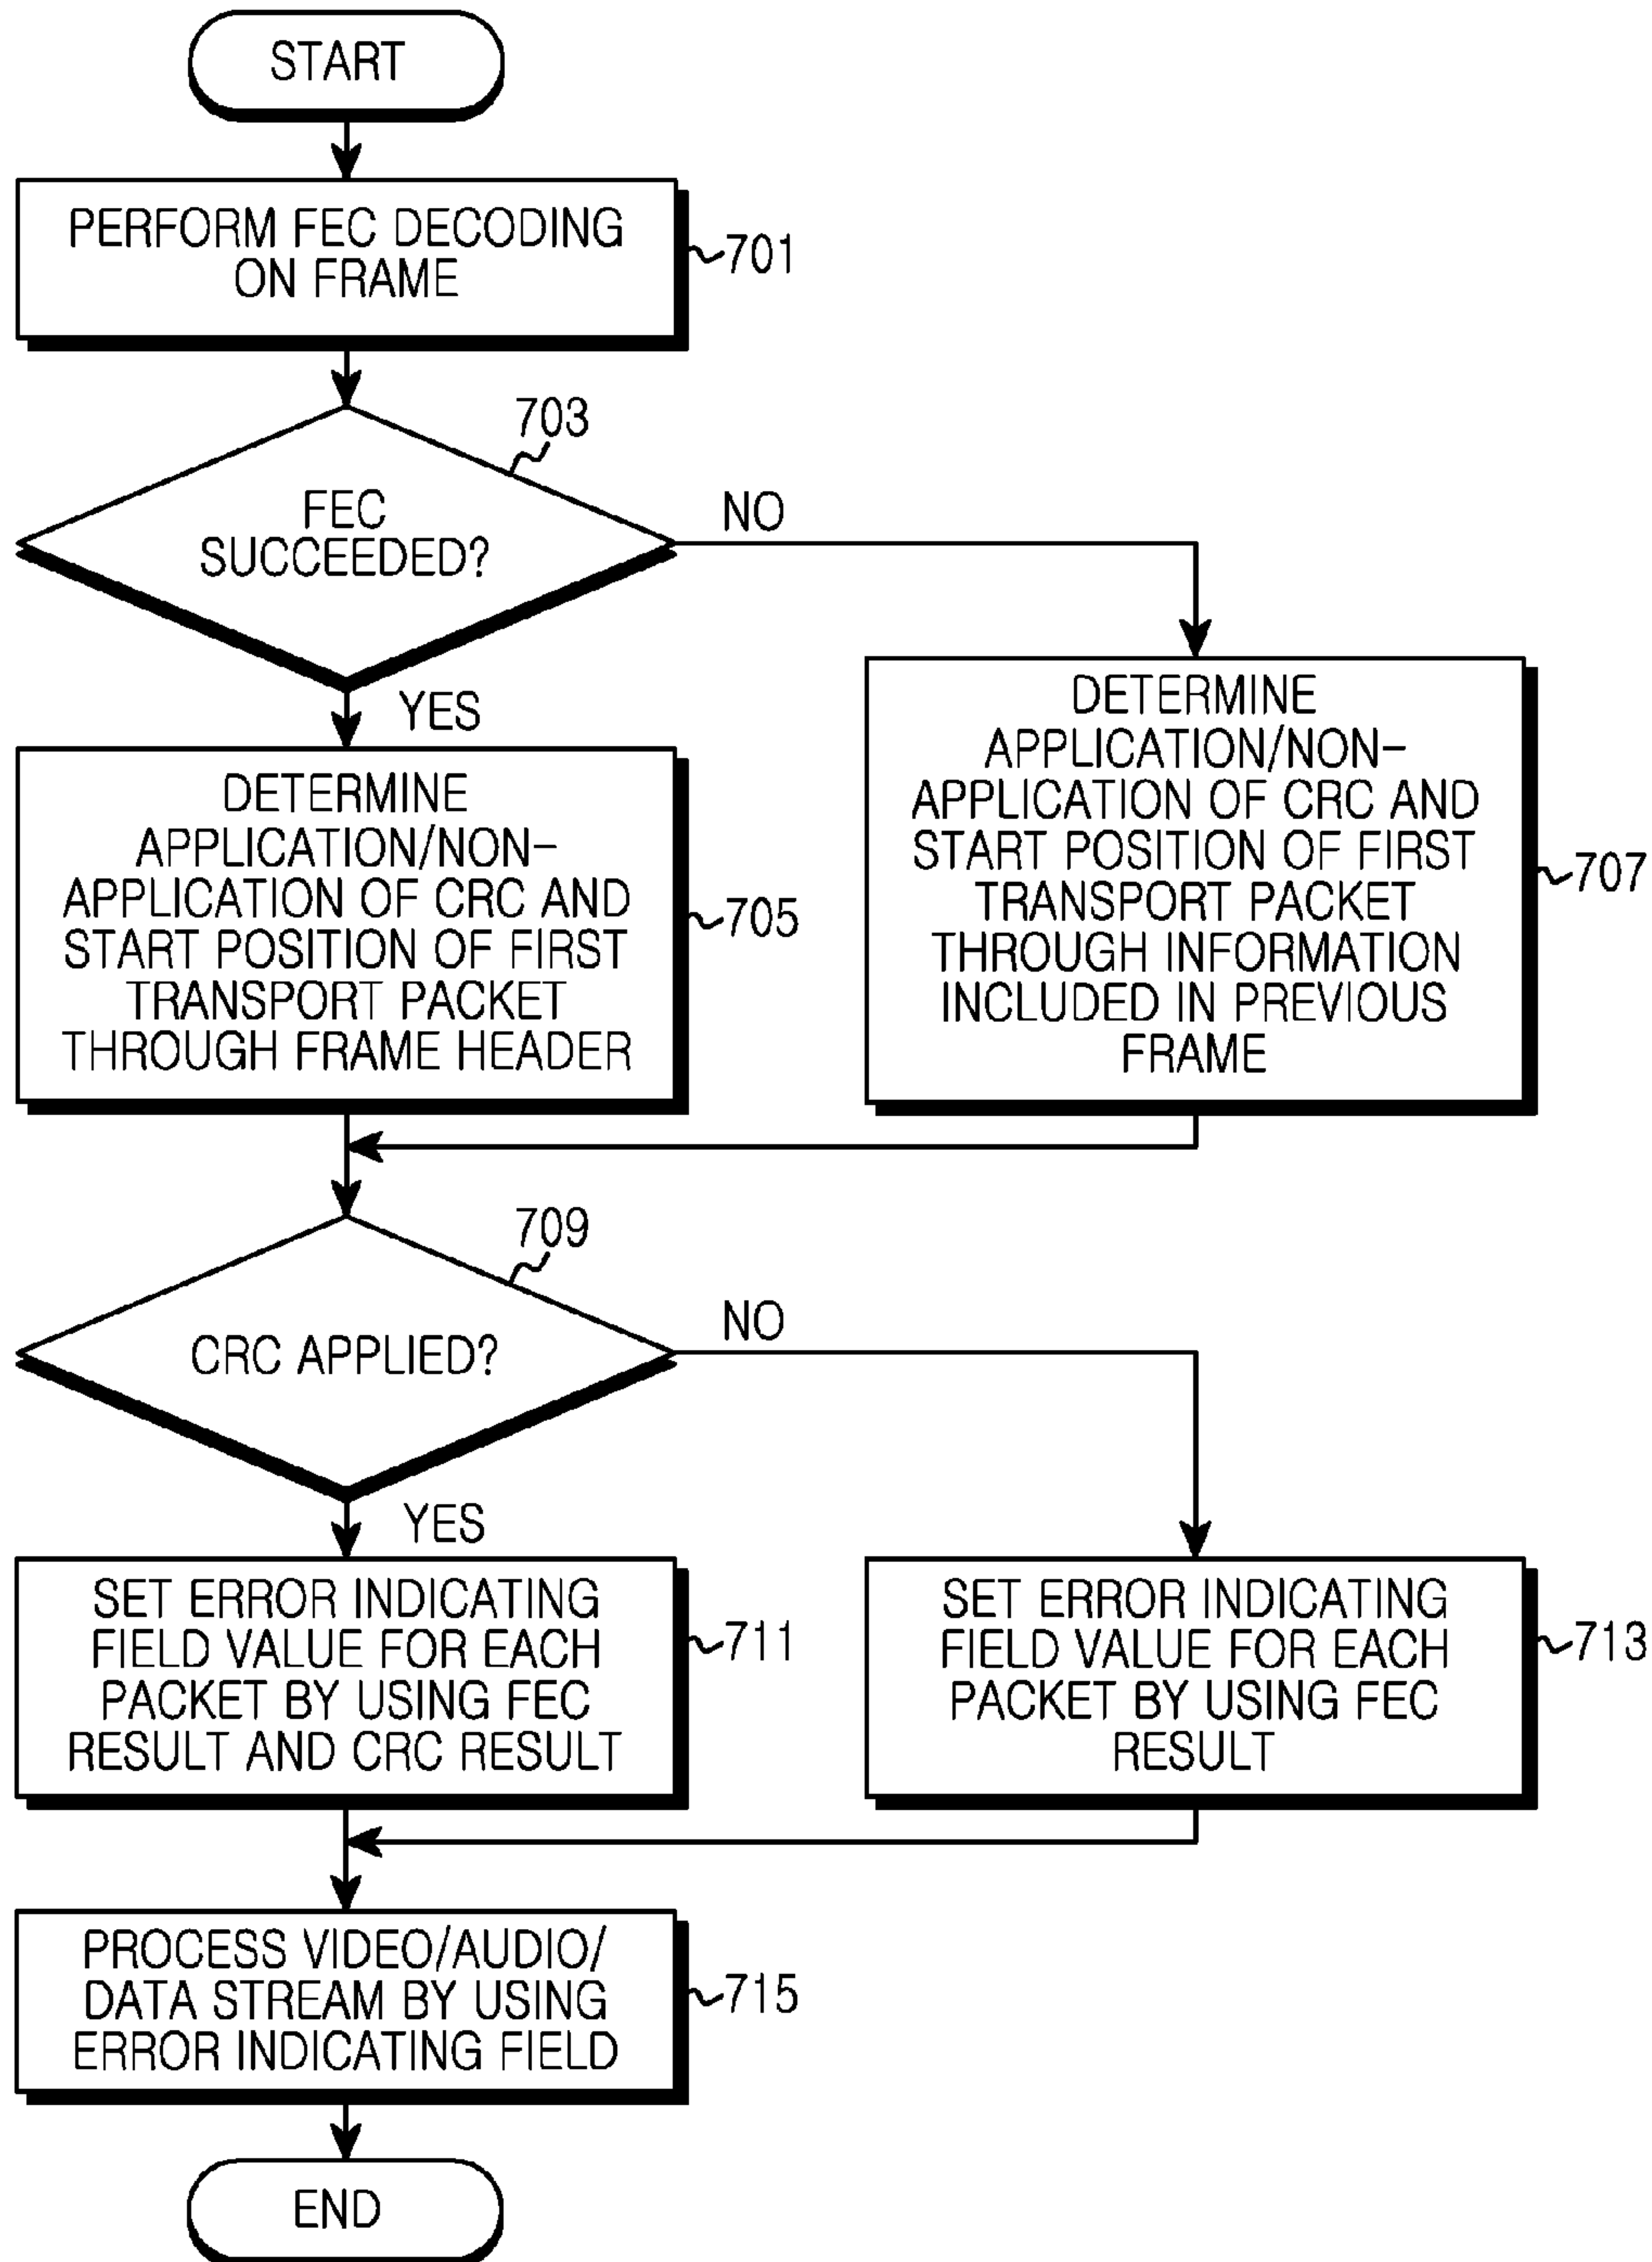 START
PERFORM FEC DECODING
ON FRAME
701
703
FEC
SUCCEEDED?
NO
YES
DETERMINE
APPLICATION/NON-
APPLICATION OF CRC AND
START POSITION OF FIRST
TRANSPORT PACKET
THROUGH FRAME HEADER
705
DETERMINE
APPLICATION/NON-
APPLICATION OF CRC AND
START POSITION OF FIRST
TRANSPORT PACKET
THROUGH INFORMATION
INCLUDED IN PREVIOUS
FRAME
707
709
CRC APPLIED?
NO
YES
SET ERROR INDICATING
FIELD VALUE FOR EACH
PACKET BY USING FEC
RESULT AND CRC RESULT
711
SET ERROR INDICATING
FIELD VALUE FOR EACH
PACKET BY USING FEC
RESULT
713
PROCESS VIDEO/AUDIO/
DATA STREAM BY USING
ERROR INDICATING FIELD
715
END